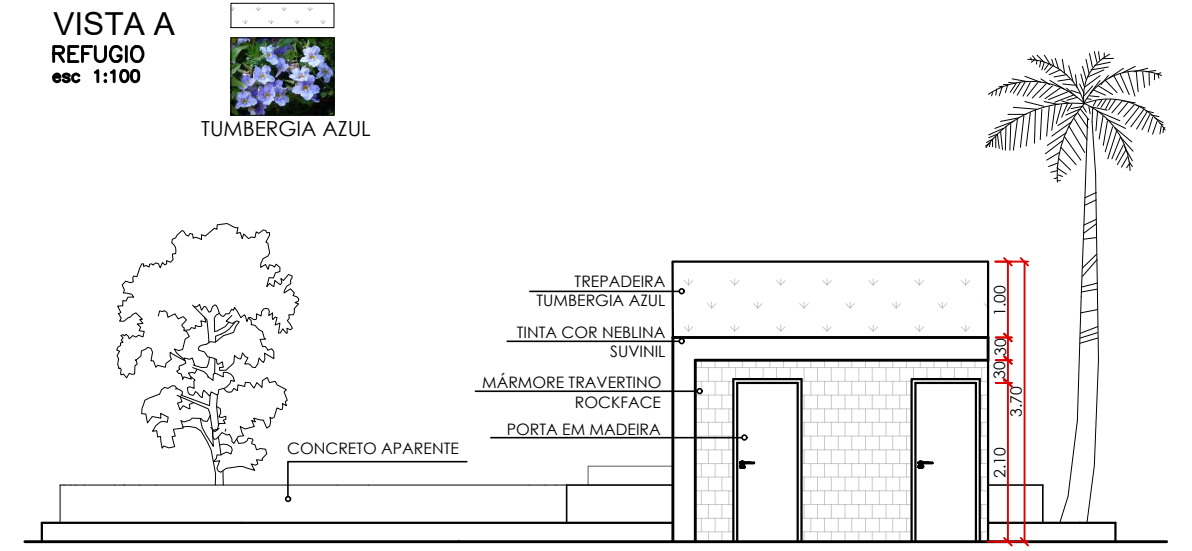 VISTA A
REFUGIO
esc 1:100
TUMBERGIA AZUL
TREPADEIRA
TUMBERGIA AZUL
TINTA COR NEBLINA
SUVINIL
MÁRMORE TRAVERTINO
ROCKFACE
PORTA EM MADEIRA
CONCRETO APARENTE
1.00
.30
.30
3.70
2.10